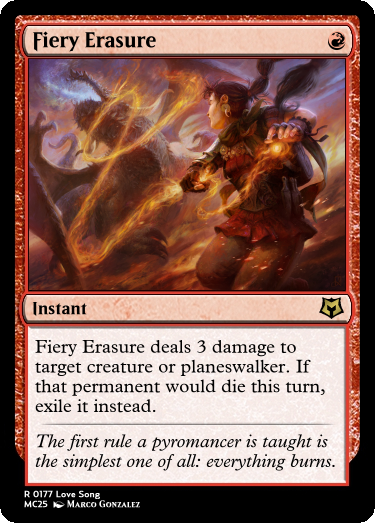 Fiery Erasure
Instant
Fiery Erasure deals 3 damage to
target creature or planeswalker. If
that permanent would die this turn,
exile it instead.
The first rule a pyromancer is taught is
the simplest one of all: everything burns.
R 0177 Love Song
MC25 Marco Gonzalez